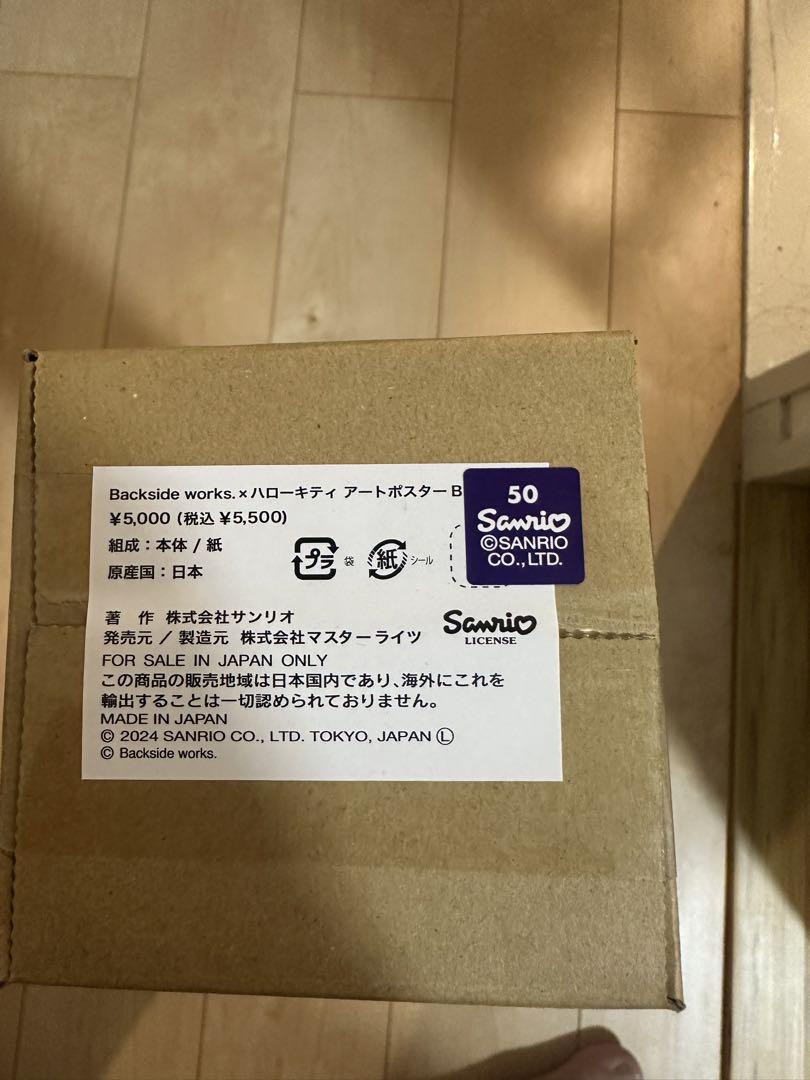 Backside works.×ハローキティ アートポスター B
¥5,000 (税込 ¥5,500)
組成：本体 / 紙
原産国：日本
プラ 袋 紙 シール
50
Sanrio
©SANRIO
CO., LTD.
著　作 株式会社サンリオ
発売元 / 製造元 株式会社マスターライツ
Sanrio
LICENSE
FOR SALE IN JAPAN ONLY
この商品の販売地域は日本国内であり、海外にこれを
輸出することは一切認められておりません。
MADE IN JAPAN
© 2024 SANRIO CO., LTD. TOKYO, JAPAN Ⓛ
© Backside works.